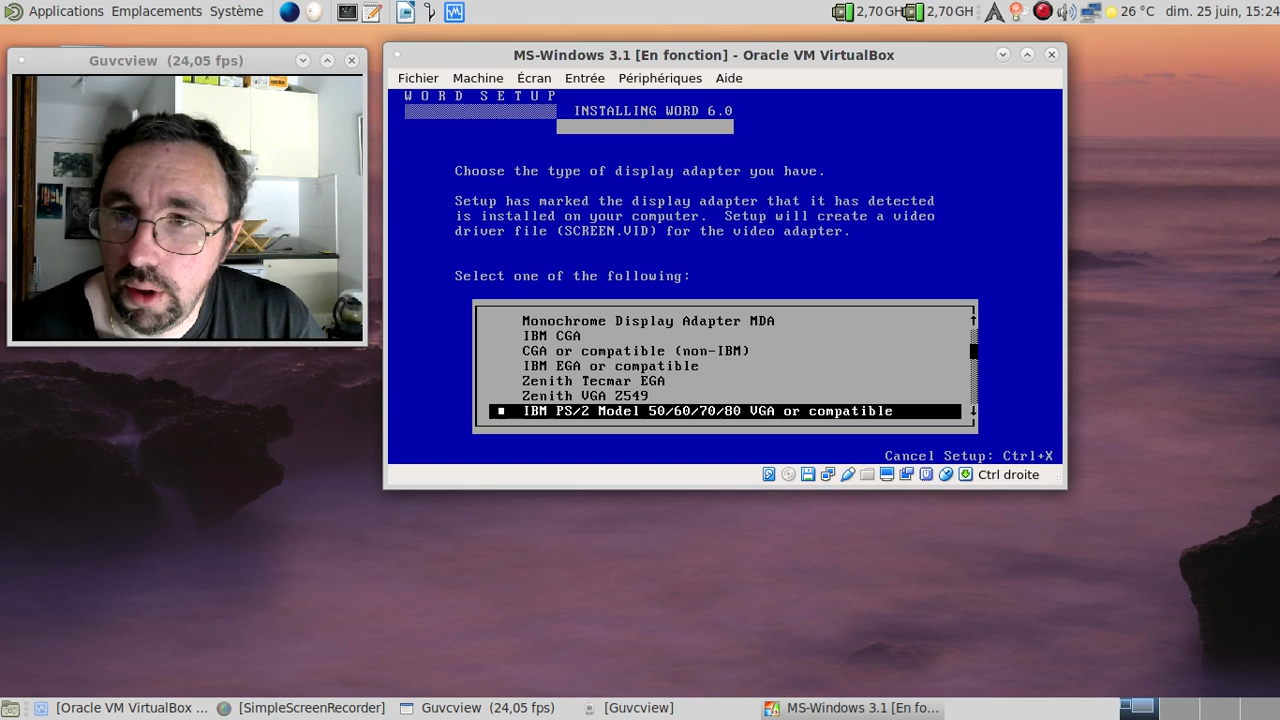 Applications Emplacements Système
2,70 GH 2,70 GH 26 °C dim. 25 juin, 15:24
Guvcview (24,05 fps)
MS-Windows 3.1 [En fonction] - Oracle VM VirtualBox
Fichier Machine Écran Entrée Périphériques Aide
WORD SETUP
INSTALLING WORD 6.0
Choose the type of display adapter you have.
Setup has marked the display adapter that it has detected
is installed on your computer. Setup will create a video
driver file (SCREEN.VID) for the video adapter.
Select one of the following:
Monochrome Display Adapter MDA
IBM CGA
CGA or compatible (non-IBM)
IBM EGA or compatible
Zenith Tecmar EGA
Zenith VGA Z549
IBM PS/2 Model 50/60/70/80 VGA or compatible
Cancel Setup: Ctrl+X
Ctrl droite
[Oracle VM VirtualBox ... [SimpleScreenRecorder] Guvcview (24,05 fps) [Guvcview] MS-Windows 3.1 [En fo...